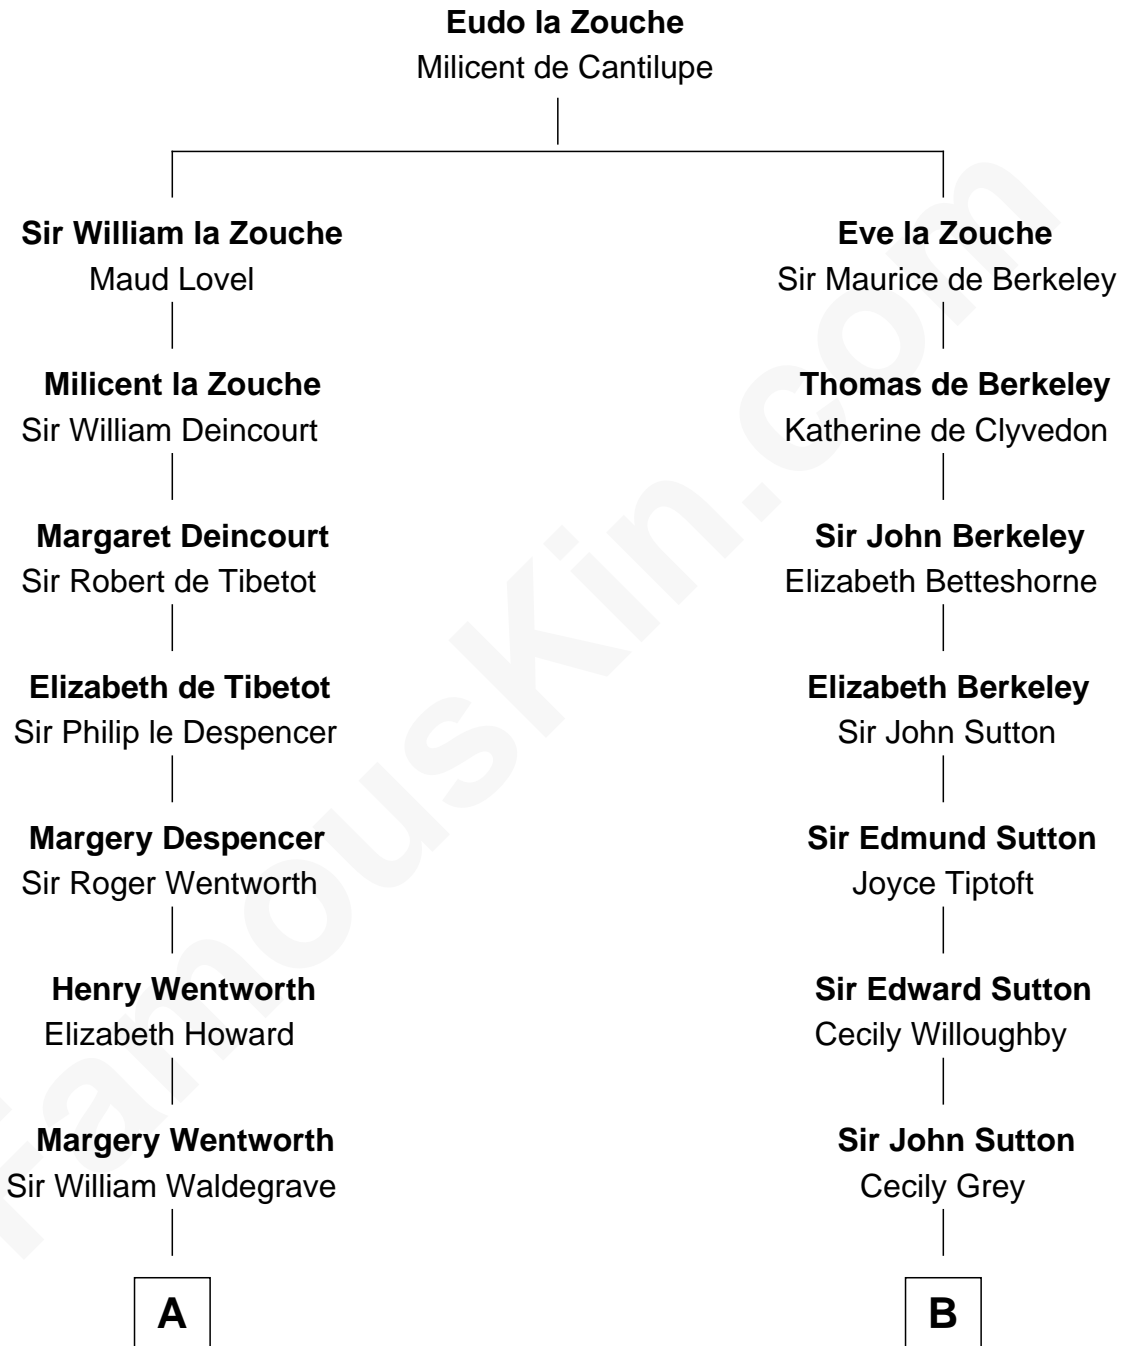 Eudo la Zouche
Milicent de Cantilupe
Sir William la Zouche
Maud Lovel
Milicent la Zouche
Sir William Deincourt
Margaret Deincourt
Sir Robert de Tibetot
Elizabeth de Tibetot
Sir Philip le Despencer
Margery Despencer
Sir Roger Wentworth
Henry Wentworth
Elizabeth Howard
Margery Wentworth
Sir William Waldegrave
A
Eve la Zouche
Sir Maurice de Berkeley
Thomas de Berkeley
Katherine de Clyvedon
Sir John Berkeley
Elizabeth Betteshorne
Elizabeth Berkeley
Sir John Sutton
Sir Edmund Sutton
Joyce Tiptoft
Sir Edward Sutton
Cecily Willoughby
Sir John Sutton
Cecily Grey
B
FamousKin.com